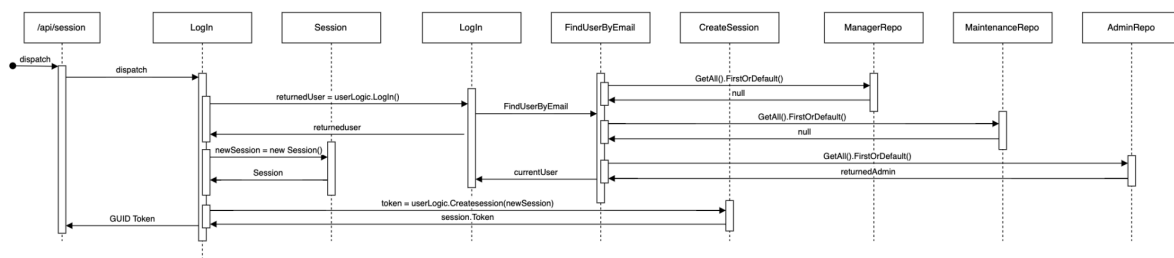 /api/session
LogIn
Session
LogIn
FindUserByEmail
CreateSession
ManagerRepo
MaintenanceRepo
AdminRepo
dispatch
dispatch
GetAll().FirstOrDefault()
null
returnedUser = userLogic.LogIn()
FindUserByEmail
GetAll().FirstOrDefault()
returneduser
null
newSession = new Session()
GetAll().FirstOrDefault()
Session
currentUser
returnedAdmin
token = userLogic.Createsession(newSession)
GUID Token
session.Token